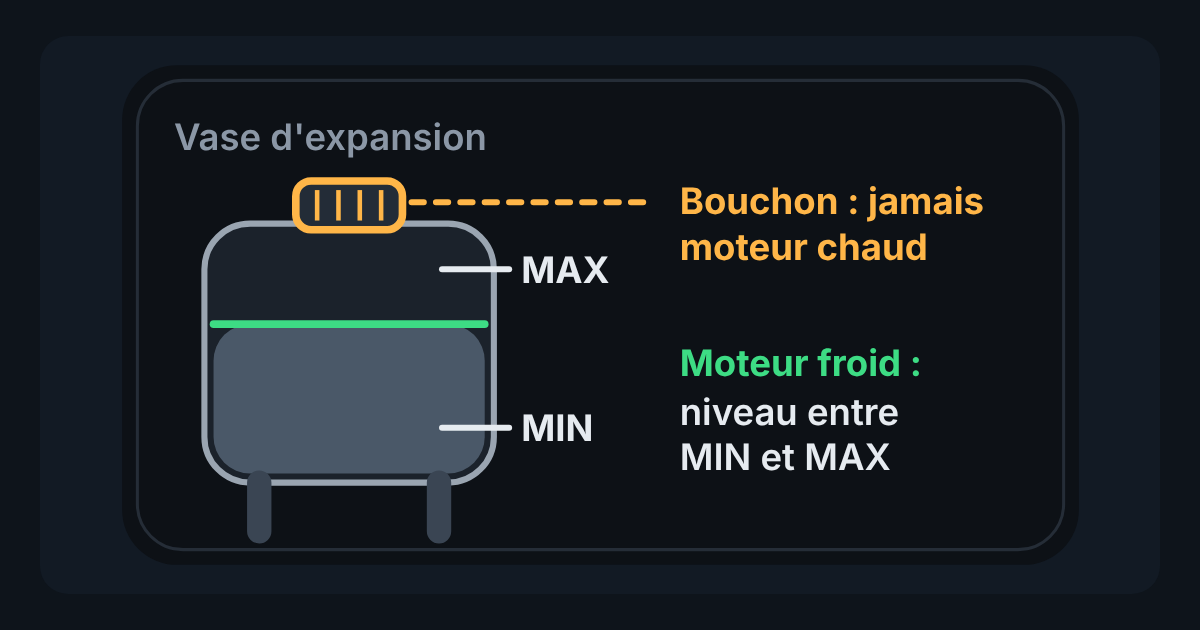 Vase d'expansion
Bouchon : jamais
moteur chaud
MAX
Moteur froid :
niveau entre
MIN et MAX
MIN